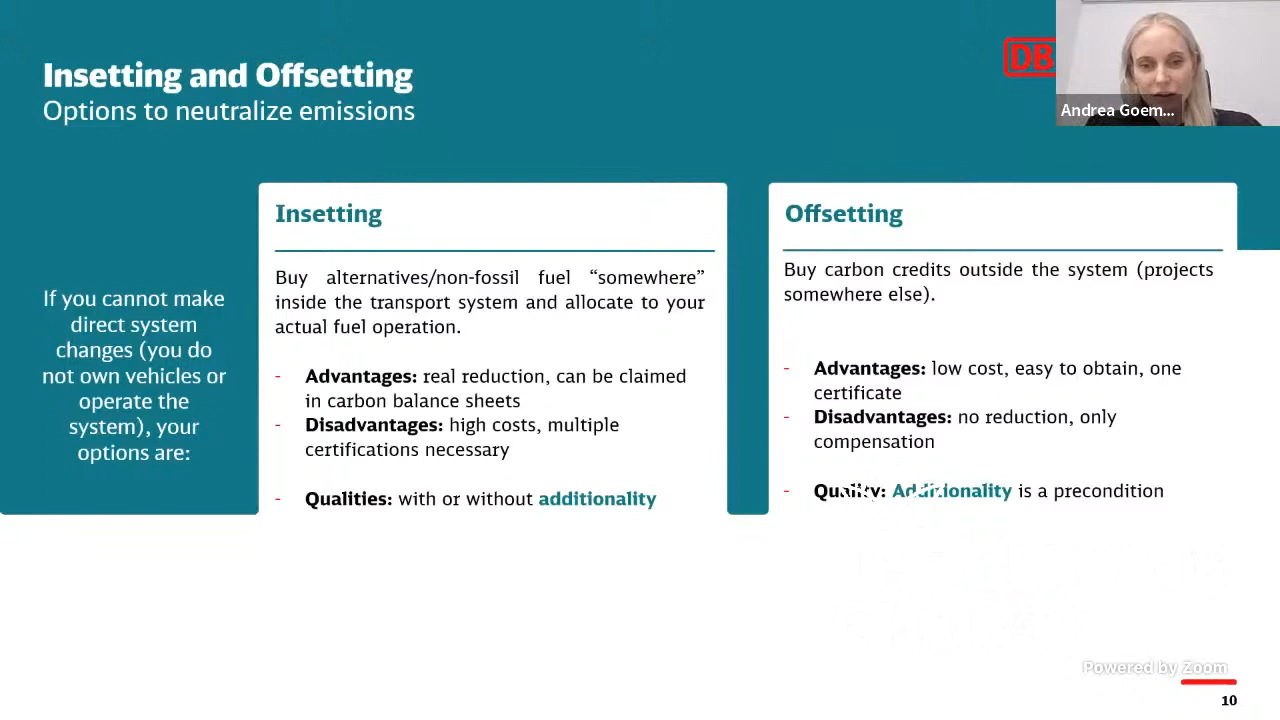 Insetting and Offsetting
Options to neutralize emissions
DB
Andrea Goem...
If you cannot make
direct system
changes (you do
not own vehicles or
operate the
system), your
options are:
Insetting
Buy alternatives/non-fossil fuel “somewhere”
inside the transport system and allocate to your
actual fuel operation.
- Advantages: real reduction, can be claimed
in carbon balance sheets
- Disadvantages: high costs, multiple
certifications necessary
- Qualities: with or without additionality
Offsetting
Buy carbon credits outside the system (projects
somewhere else).
- Advantages: low cost, easy to obtain, one
certificate
- Disadvantages: no reduction, only
compensation
- Quality: Additionality is a precondition
Powered by Zoom
10